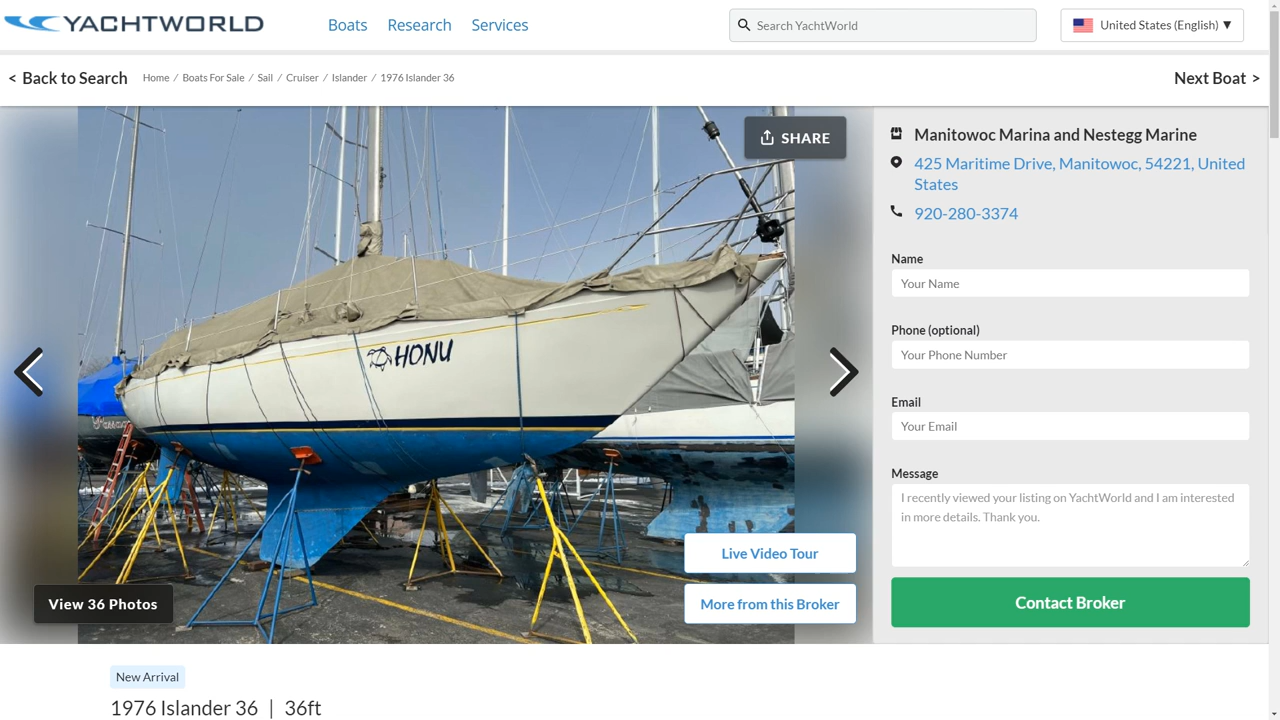 YACHTWORLD
Boats
Research
Services
Search YachtWorld
United States (English) ▼
< Back to Search
Home / Boats For Sale / Sail / Cruiser / Islander / 1976 Islander 36
Next Boat >
SHARE
HONU
Live Video Tour
More from this Broker
View 36 Photos
Manitowoc Marina and Nestegg Marine
425 Maritime Drive, Manitowoc, 54221, United
States
920-280-3374
Name
Your Name
Phone (optional)
Your Phone Number
Email
Your Email
Message
I recently viewed your listing on YachtWorld and I am interested
in more details. Thank you.
Contact Broker
New Arrival
1976 Islander 36 | 36ft